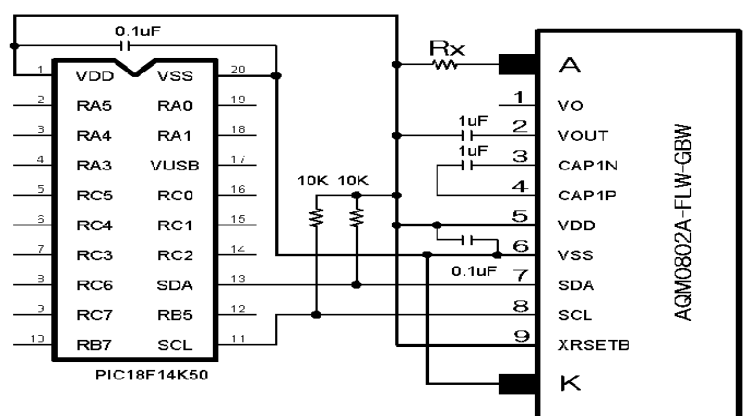 0.1uF
1 VDD VSS 20
2 RA5 RA0 19
3 RA4 RA1 18
4 RA3 VUSB 17
5 RC5 RC0 16
6 RC4 RC1 15
7 RC3 RC2 14
8 RC6 SDA 13
9 RC7 RB5 12
10 RB7 SCL 11
PIC18F14K50
10K 10K
Rx
1uF
1uF
0.1uF
A
1 VO
2 VOUT
3 CAP1N
4 CAP1P
5 VDD
6 VSS
7 SDA
8 SCL
9 XRSETB
K
AQM0802A-FLW-GBW